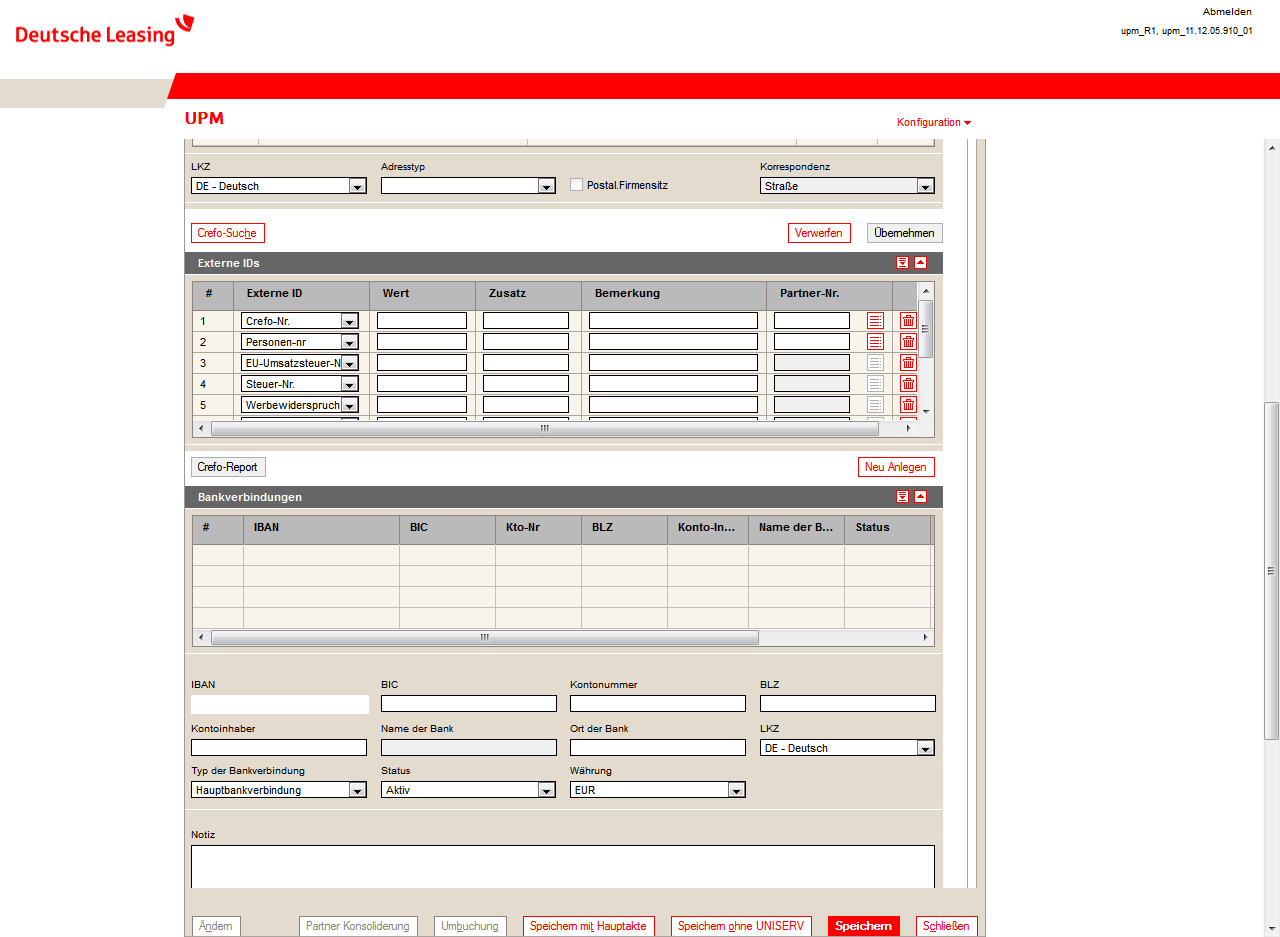 Deutsche Leasing
Abmelden
upm_R1, upm_11.12.05.910_01
UPM
Konfiguration
LKZ Adresstyp Korrespondenz
DE - Deutsch Postal.Firmensitz Straße
Crefo-Suche Verwerfen Übernehmen
Externe IDs
# Externe ID Wert Zusatz Bemerkung Partner-Nr.
1 Crefo-Nr.
2 Personen-nr
3 EU-Umsatzsteuer-N
4 Steuer-Nr.
5 Werbewiderspruch
Crefo-Report Neu Anlegen
Bankverbindungen
# IBAN BIC Kto-Nr BLZ Konto-In... Name der B... Status
IBAN BIC Kontonummer BLZ
Kontoinhaber Name der Bank Ort der Bank LKZ
DE - Deutsch
Typ der Bankverbindung Status Währung
Hauptbankverbindung Aktiv EUR
Notiz
Ändern Partner Konsolidierung Umbuchung Speichern mit Hauptakte Speichern ohne UNISERV Speichern Schließen